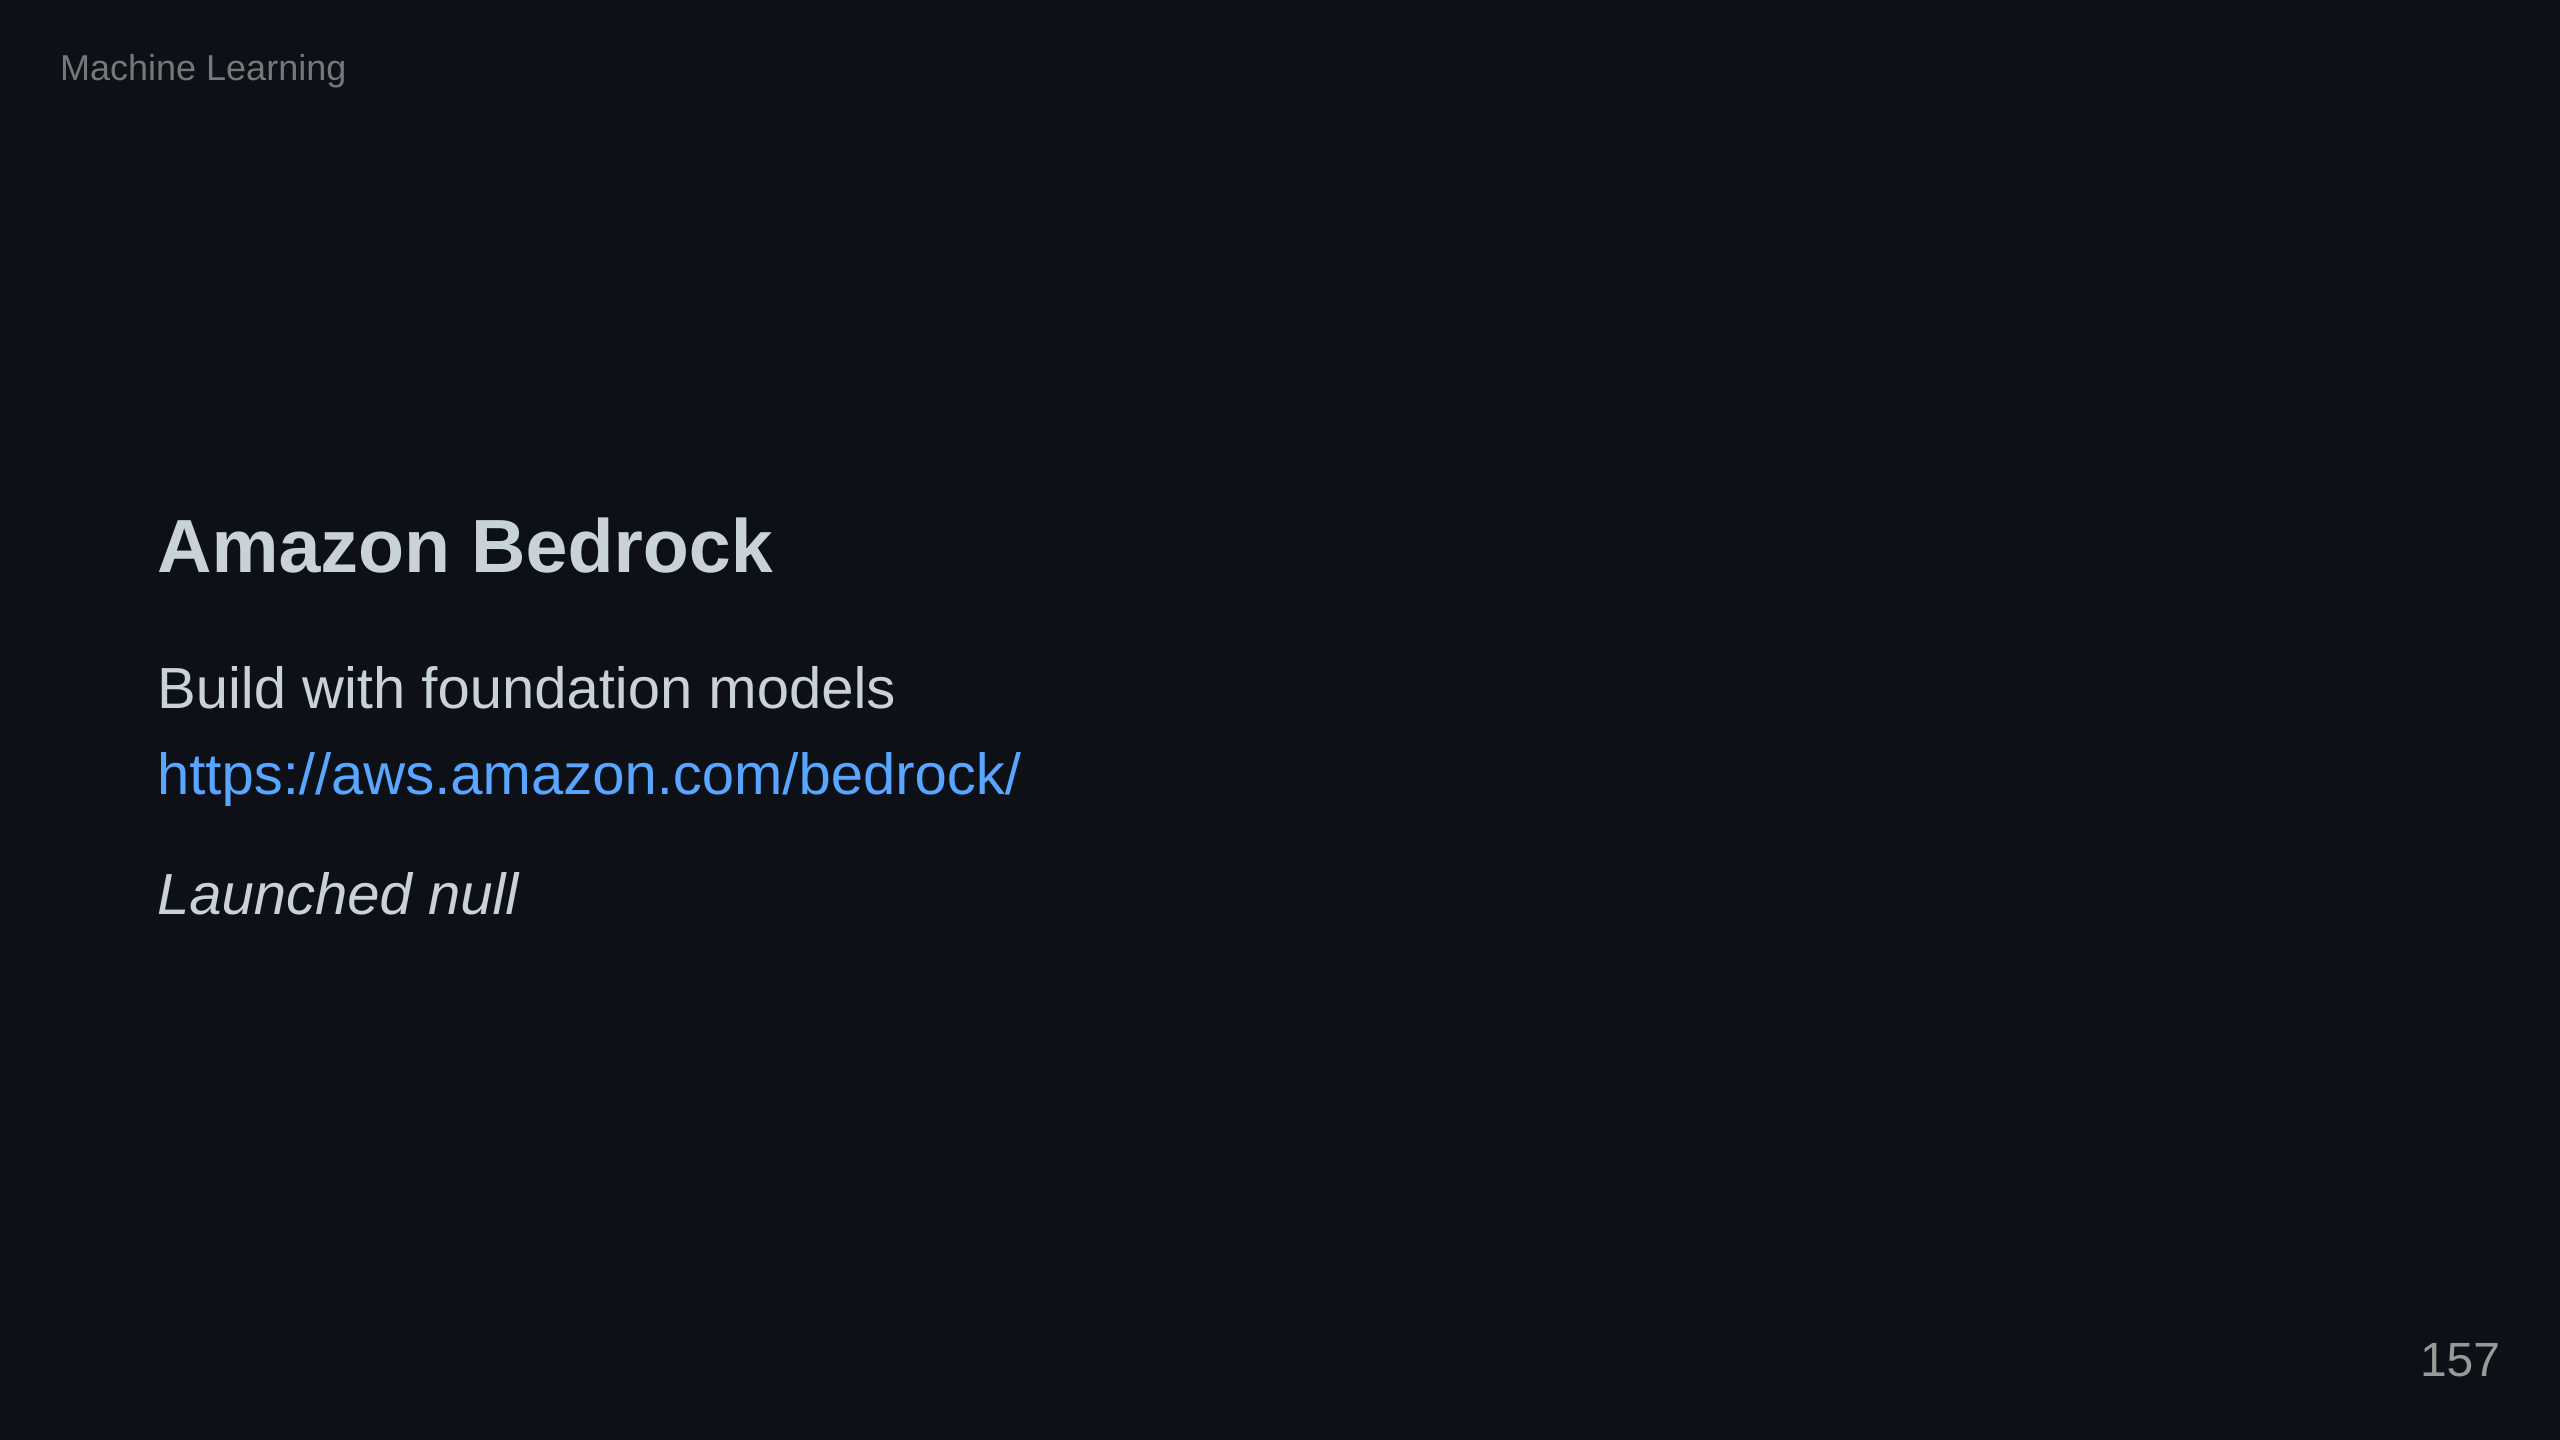 Machine Learning
Amazon Bedrock
Build with foundation models
https://aws.amazon.com/bedrock/
Launched null
157